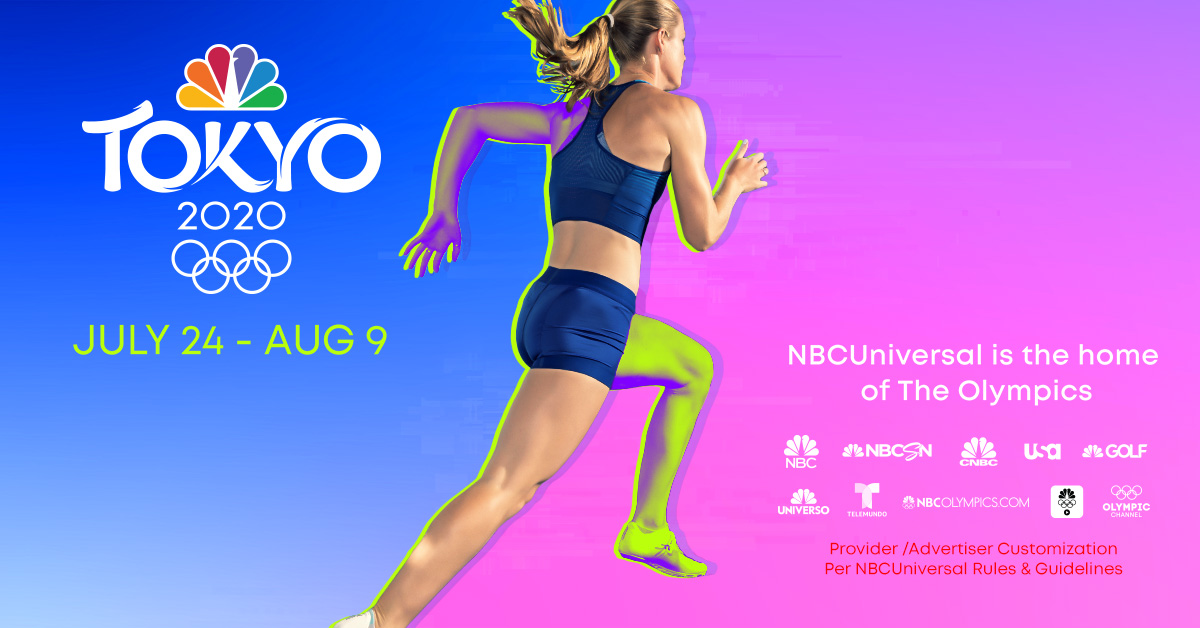 TOKYO
2020
JULY 24 - AUG 9
NBCUniversal is the home
of The Olympics
NBC NBCSN CNBC USA GOLF
UNIVERSO TELEMUNDO NBCOLYMPICS.COM OLYMPIC
CHANNEL
Provider /Advertiser Customization
Per NBCUniversal Rules & Guidelines